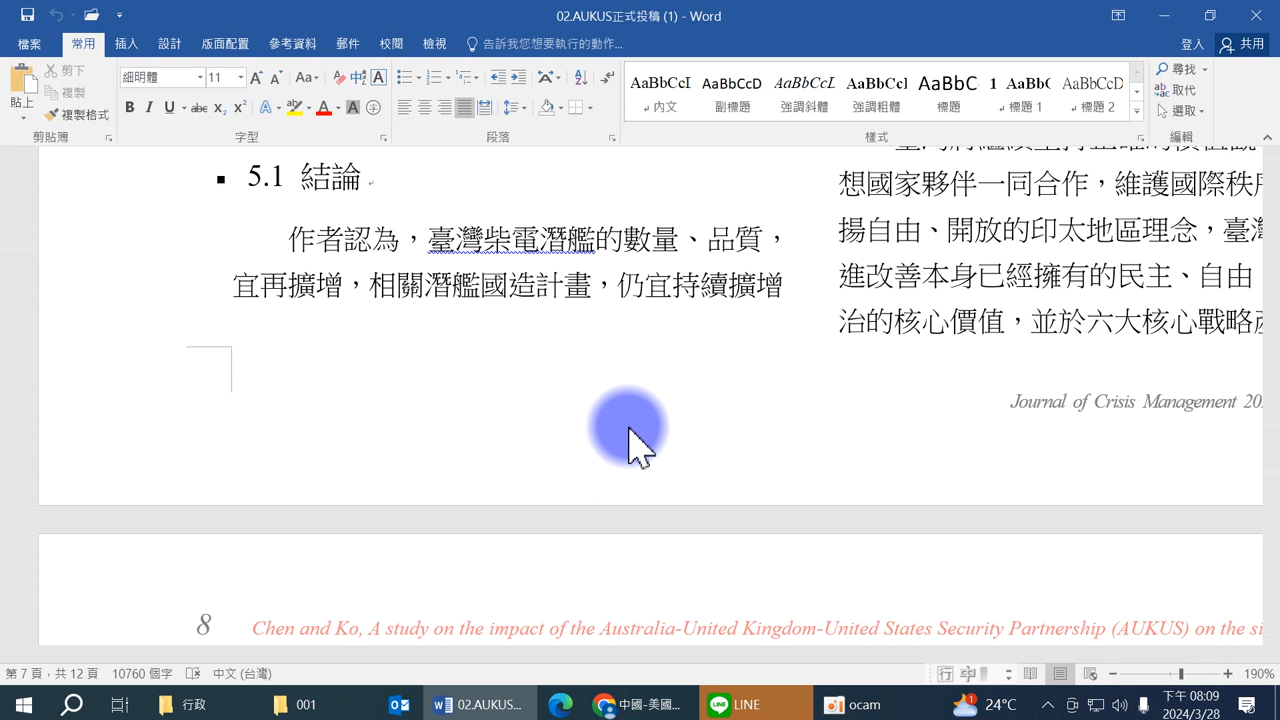 02.AUKUS正式投稿 (1) - Word
檔案 常用 插入 設計 版面配置 參考資料 郵件 校閱 檢視 告訴我您想要執行的動作... 登入 共用
貼上 剪下 複製 複製格式
細明體 11
AaBbCcI AaBbCcD AaBbCcL AaBbCcl AaBbC 1 AaBbC AaBbCcD
內文 副標題 強調斜體 強調粗體 標題 標題 1 標題 2
尋找 取代 選取
剪貼簿 字型 段落 樣式 編輯
5.1 結論
作者認為，臺灣柴電潛艦的數量、品質，
宜再擴增，相關潛艦國造計畫，仍宜持續擴增
想國家夥伴一同合作，維護國際秩序
揚自由、開放的印太地區理念，臺灣
進改善本身已經擁有的民主、自由
治的核心價值，並於六大核心戰略產
Journal of Crisis Management 20
8 Chen and Ko, A study on the impact of the Australia-United Kingdom-United States Security Partnership (AUKUS) on the si
第 7 頁，共 12 頁 10760 個字 中文 (台灣) 190%
行政 001 02.AUKUS... 中國-美國... LINE ocam 24°C 下午 08:09
2024/3/28